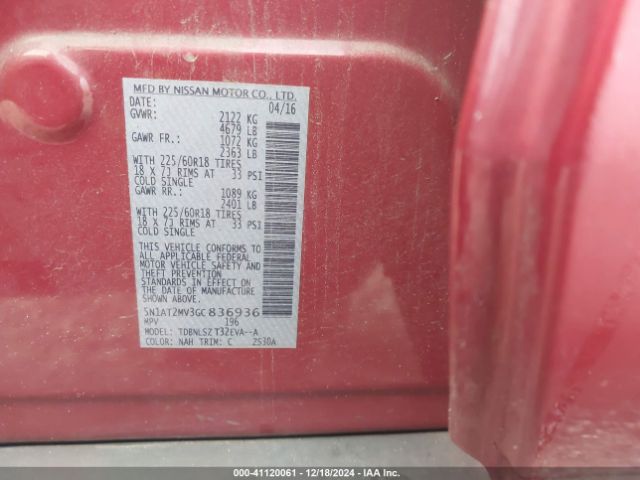 MFD BY NISSAN MOTOR CO., LTD.
DATE: 04/16
GVWR: 2122 KG
4679 LB
GAWR FR.: 1072 KG
2363 LB
WITH 225/60R18 TIRES
18 X 7J RIMS AT 33 PSI
COLD SINGLE
GAWR RR.: 1089 KG
2401 LB
WITH 225/60R18 TIRES
18 X 7J RIMS AT 33 PSI
COLD SINGLE
THIS VEHICLE CONFORMS TO
ALL APPLICABLE FEDERAL
MOTOR VEHICLE SAFETY AND
THEFT PREVENTION
STANDARDS IN EFFECT ON THE
DATE OF MANUFACTURE SHOWN
ABOVE.
5N1AT2MV3GC836936
MPV 196
MODEL: TDBNLSZ T32EVA--A
COLOR: NAH TRIM: C 2S30A
000-41120061 - 12/18/2024 - IAA Inc.